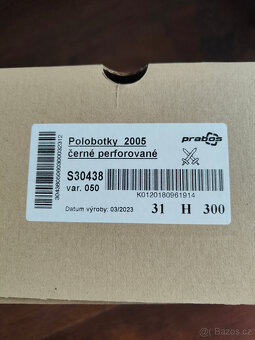 Polobotky 2005
černé perforované
prabos
S30438
var. 050
K0120180961914
Datum výroby: 03/2023
31 H 300
Bazoš.cz